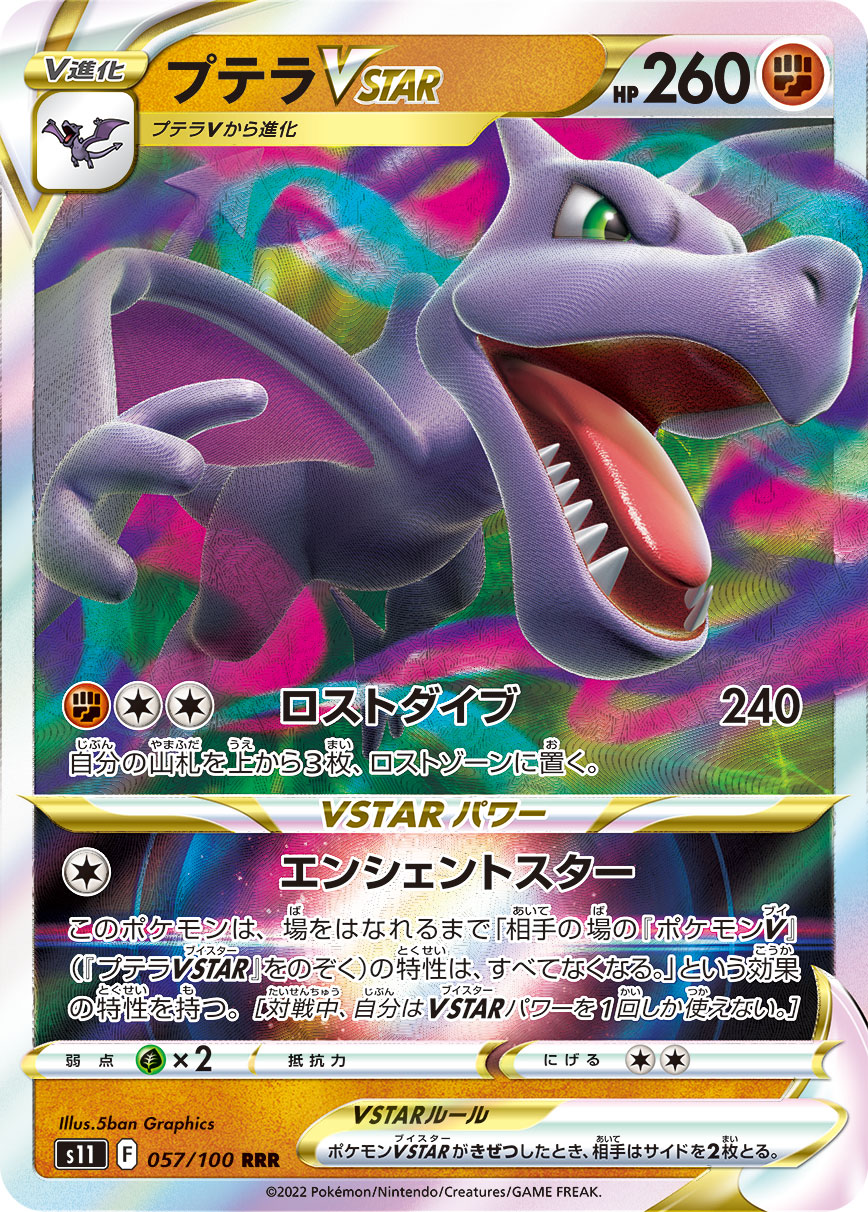 V進化
プテラVSTAR
HP 260
プテラVから進化
ロストダイブ 240
自分の山札を上から3枚、ロストゾーンに置く。
VSTARパワー
エンシェントスター
このポケモンは、場をはなれるまで「相手の場の『ポケモンV』
(『プテラVSTAR』をのぞく)の特性は、すべてなくなる。」という効果
の特性を持つ。[対戦中、自分はVSTARパワーを1回しか使えない。]
弱点 ×2 抵抗力 にげる
Illus.5ban Graphics
VSTARルール
ポケモンVSTARがきぜつしたとき、相手はサイドを2枚とる。
s11 F 057/100 RRR
©2022 Pokémon/Nintendo/Creatures/GAME FREAK.